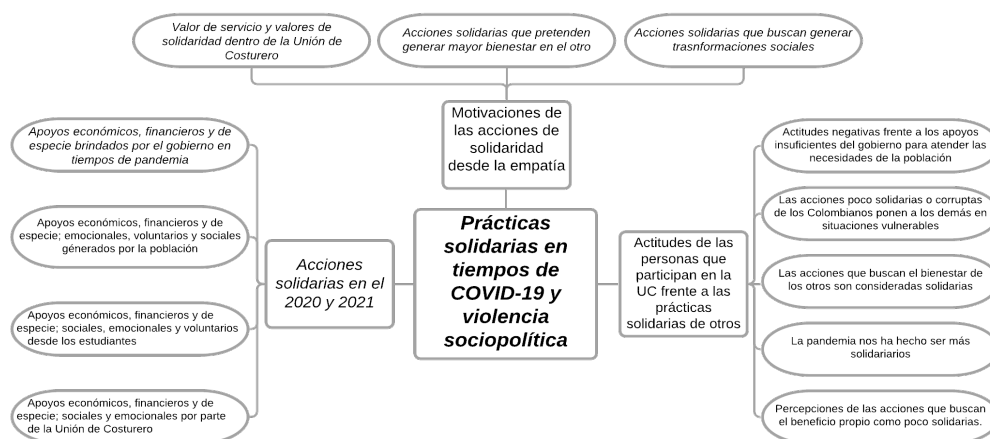 Valor de servicio y valores de
solidaridad dentro de la Unión de
Costurero
Acciones solidarias que pretenden
generar mayor bienestar en el otro
Acciones solidarias que buscan generar
trasnformaciones sociales
Motivaciones de
las acciones de
solidaridad
desde la empatía
Apoyos económicos, financieros y de
especie brindados por el gobierno en
tiempos de pandemia
Apoyos económicos, financieros y de
especie; emocionales, voluntarios y sociales
génerados por la población
Apoyos económicos, financieros y de
especie; sociales, emocionales y voluntarios
desde los estudiantes
Apoyos económicos, financieros y de
especie; sociales y emocionales por parte
de la Unión de Costurero
Acciones
solidarias en el
2020 y 2021
Prácticas
solidarias en
tiempos de
COVID-19 y
violencia
sociopolítica
Actitudes de las
personas que
participan en la
UC frente a las
prácticas
solidarias de otros
Actitudes negativas frente a los apoyos
insuficientes del gobierno para atender las
necesidades de la población
Las acciones poco solidarias o corruptas
de los Colombianos ponen a los demás en
situaciones vulnerables
Las acciones que buscan el bienestar de
los otros son consideradas solidarias
La pandemia nos ha hecho ser más
solidiariarios
Percepciones de las acciones que buscan
el beneficio propio como poco solidarias.